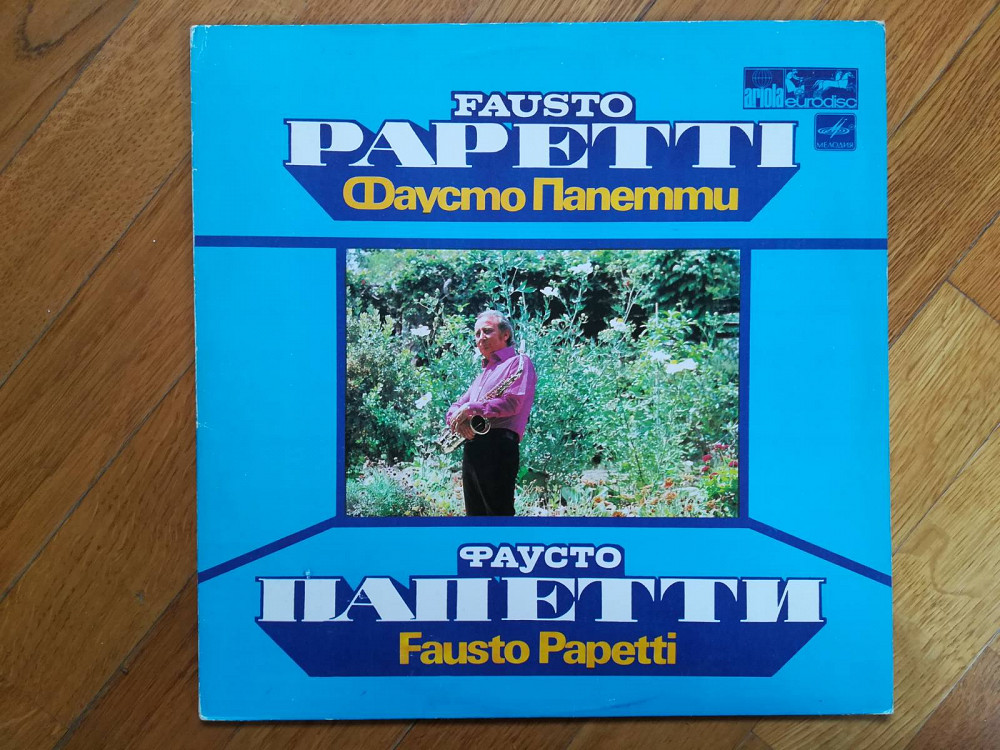 FAUSTO
PAPETTI
Фаусто Папетти
ariola eurodisc
МЕЛОДИЯ
ФАУСТО
ПАПЕТТИ
Fausto Papetti